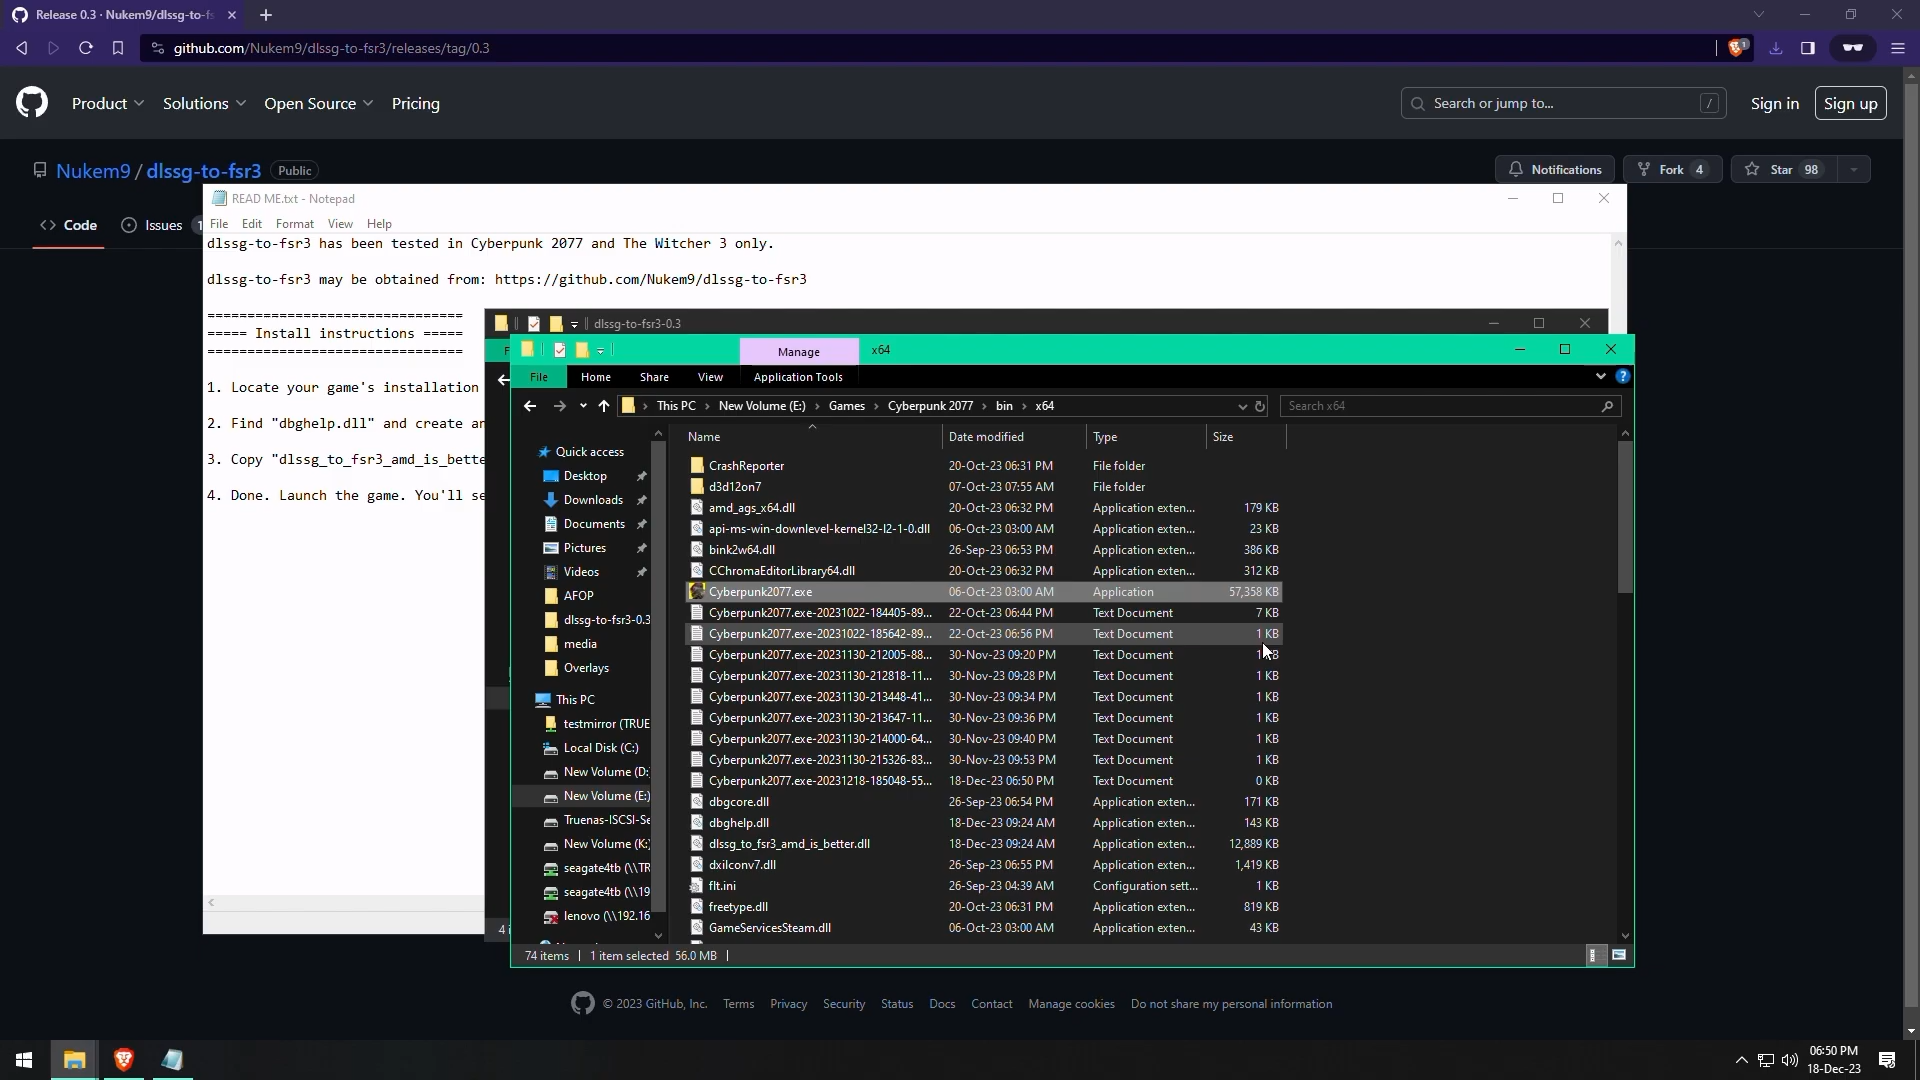 Release 0.3 · Nukem9/dlssg-to-fs
github.com/Nukem9/dlssg-to-fsr3/releases/tag/0.3
1
Product
Solutions
Open Source
Pricing
Search or jump to...
/
Sign in
Sign up
Nukem9 / dlssg-to-fsr3
Public
Notifications
Fork 4
Star 98
<> Code
Issues 1
READ ME.txt - Notepad
File Edit Format View Help
dlssg-to-fsr3 has been tested in Cyberpunk 2077 and The Witcher 3 only.
dlssg-to-fsr3 may be obtained from: https://github.com/Nukem9/dlssg-to-fsr3
===============================
===== Install instructions =====
===============================
1. Locate your game's installation
2. Find "dbghelp.dll" and create an
3. Copy "dlssg_to_fsr3_amd_is_bette
4. Done. Launch the game. You'll se
dlssg-to-fsr3-0.3
Manage
x64
File
Home
Share
View
Application Tools
This PC > New Volume (E:) > Games > Cyberpunk 2077 > bin > x64
Search x64
Quick access
Desktop
Downloads
Documents
Pictures
Videos
AFOP
dlssg-to-fsr3-0.3
media
Overlays
This PC
testmirror (TRUE
Local Disk (C:)
New Volume (D:
New Volume (E:)
Truenas-ISCSI-Se
New Volume (K:
seagate4tb (\\TR
seagate4tb (\\19
lenovo (\\192.16
Name Date modified Type Size
CrashReporter 20-Oct-23 06:31 PM File folder
d3d12on7 07-Oct-23 07:55 AM File folder
amd_ags_x64.dll 20-Oct-23 06:32 PM Application exten... 179 KB
api-ms-win-downlevel-kernel32-l2-1-0.dll 06-Oct-23 03:00 AM Application exten... 23 KB
bink2w64.dll 26-Sep-23 06:53 PM Application exten... 386 KB
CChromaEditorLibrary64.dll 20-Oct-23 06:32 PM Application exten... 312 KB
Cyberpunk2077.exe 06-Oct-23 03:00 AM Application 57,358 KB
Cyberpunk2077.exe-20231022-184405-89... 22-Oct-23 06:44 PM Text Document 7 KB
Cyberpunk2077.exe-20231022-185642-89... 22-Oct-23 06:56 PM Text Document 1 KB
Cyberpunk2077.exe-20231130-212005-88... 30-Nov-23 09:20 PM Text Document 1 KB
Cyberpunk2077.exe-20231130-212818-11... 30-Nov-23 09:28 PM Text Document 1 KB
Cyberpunk2077.exe-20231130-213448-41... 30-Nov-23 09:34 PM Text Document 1 KB
Cyberpunk2077.exe-20231130-213647-11... 30-Nov-23 09:36 PM Text Document 1 KB
Cyberpunk2077.exe-20231130-214000-64... 30-Nov-23 09:40 PM Text Document 1 KB
Cyberpunk2077.exe-20231130-215326-83... 30-Nov-23 09:53 PM Text Document 1 KB
Cyberpunk2077.exe-20231218-185048-55... 18-Dec-23 06:50 PM Text Document 0 KB
dbgcore.dll 26-Sep-23 06:54 PM Application exten... 171 KB
dbghelp.dll 18-Dec-23 09:24 AM Application exten... 143 KB
dlssg_to_fsr3_amd_is_better.dll 18-Dec-23 09:24 AM Application exten... 12,889 KB
dxilconv7.dll 26-Sep-23 06:55 PM Application exten... 1,419 KB
flt.ini 26-Sep-23 04:39 AM Configuration sett... 1 KB
freetype.dll 20-Oct-23 06:31 PM Application exten... 819 KB
GameServicesSteam.dll 06-Oct-23 03:00 AM Application exten... 43 KB
4 i
74 items
1 item selected 56.0 MB
© 2023 GitHub, Inc.
Terms
Privacy
Security
Status
Docs
Contact
Manage cookies
Do not share my personal information
06:50 PM
18-Dec-23